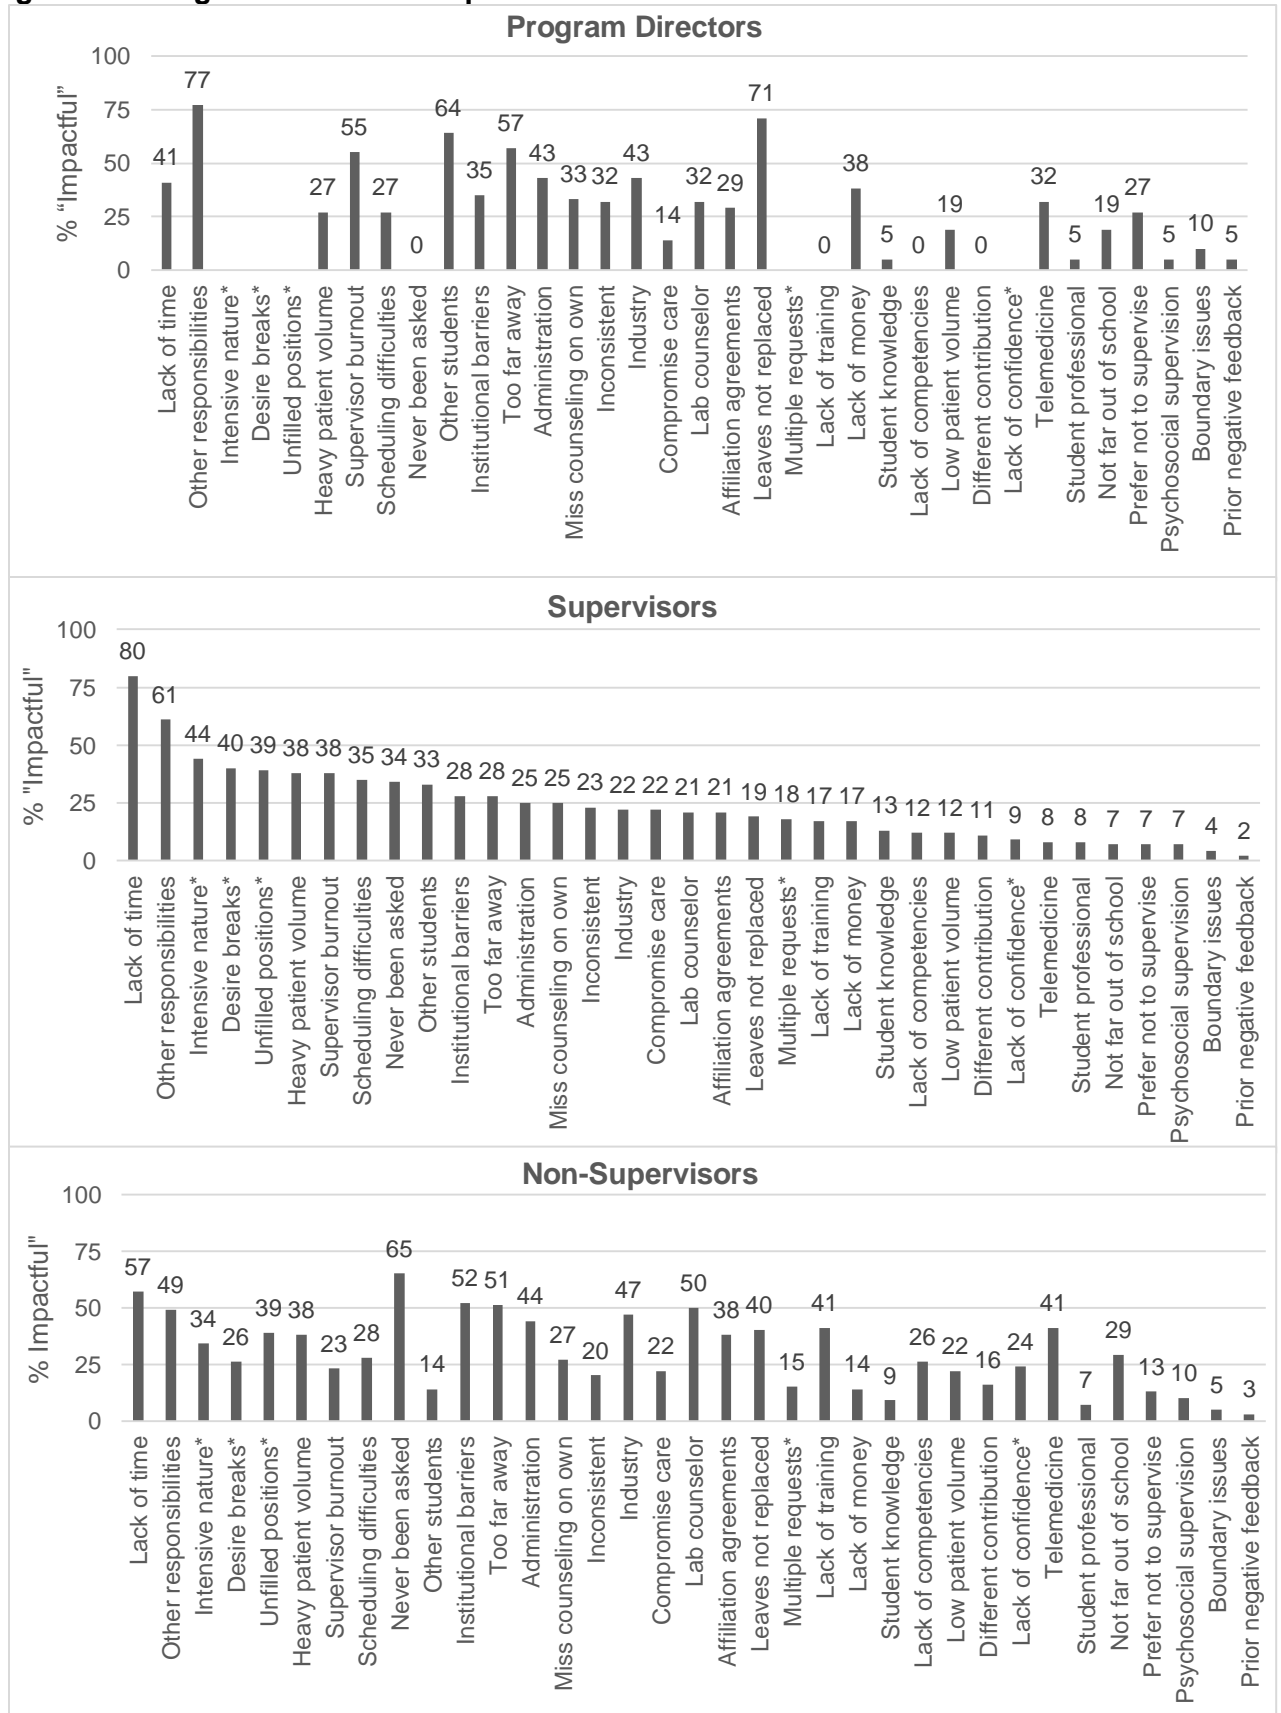 Program Directors
% “Impactful”
100
75
50
25
0
41
77
27
55
27
0
64
35
57
43
33
32
43
14
32
29
71
0
38
5
0
19
0
32
5
19
27
5
10
5
Lack of time
Other responsibilities
Intensive nature*
Desire breaks*
Unfilled positions*
Heavy patient volume
Supervisor burnout
Scheduling difficulties
Never been asked
Other students
Institutional barriers
Too far away
Administration
Miss counseling on own
Inconsistent
Industry
Compromise care
Lab counselor
Affiliation agreements
Leaves not replaced
Multiple requests*
Lack of training
Lack of money
Student knowledge
Lack of competencies
Low patient volume
Different contribution
Lack of confidence*
Telemedicine
Student professional
Not far out of school
Prefer not to supervise
Psychosocial supervision
Boundary issues
Prior negative feedback
Supervisors
% "Impactful"
100
75
50
25
0
80
61
44
40
39
38
38
35
34
33
28
28
25
25
23
22
22
21
21
19
18
17
17
13
12
12
11
9
8
8
7
7
7
4
2
Lack of time
Other responsibilities
Intensive nature*
Desire breaks*
Unfilled positions*
Heavy patient volume
Supervisor burnout
Scheduling difficulties
Never been asked
Other students
Institutional barriers
Too far away
Administration
Miss counseling on own
Inconsistent
Industry
Compromise care
Lab counselor
Affiliation agreements
Leaves not replaced
Multiple requests*
Lack of training
Lack of money
Student knowledge
Lack of competencies
Low patient volume
Different contribution
Lack of confidence*
Telemedicine
Student professional
Not far out of school
Prefer not to supervise
Psychosocial supervision
Boundary issues
Prior negative feedback
Non-Supervisors
% Impactful"
100
75
50
25
0
57
49
34
26
39
38
23
28
65
14
52
51
44
27
20
47
22
50
38
40
15
41
14
9
26
22
16
24
41
7
29
13
10
5
3
Lack of time
Other responsibilities
Intensive nature*
Desire breaks*
Unfilled positions*
Heavy patient volume
Supervisor burnout
Scheduling difficulties
Never been asked
Other students
Institutional barriers
Too far away
Administration
Miss counseling on own
Inconsistent
Industry
Compromise care
Lab counselor
Affiliation agreements
Leaves not replaced
Multiple requests*
Lack of training
Lack of money
Student knowledge
Lack of competencies
Low patient volume
Different contribution
Lack of confidence*
Telemedicine
Student professional
Not far out of school
Prefer not to supervise
Psychosocial supervision
Boundary issues
Prior negative feedback